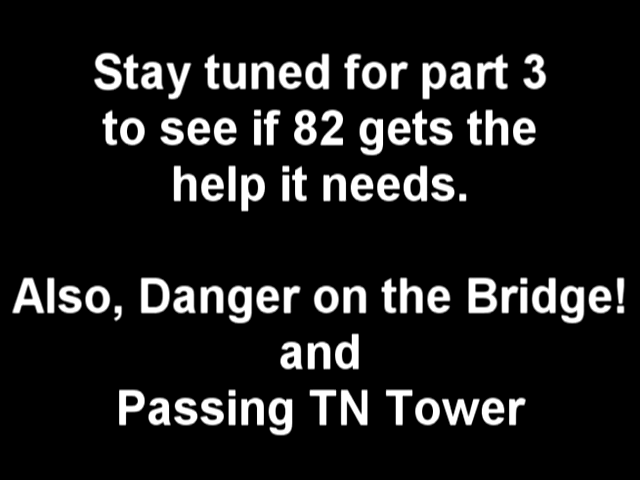 Stay tuned for part 3
to see if 82 gets the
help it needs.
Also, Danger on the Bridge!
and
Passing TN Tower